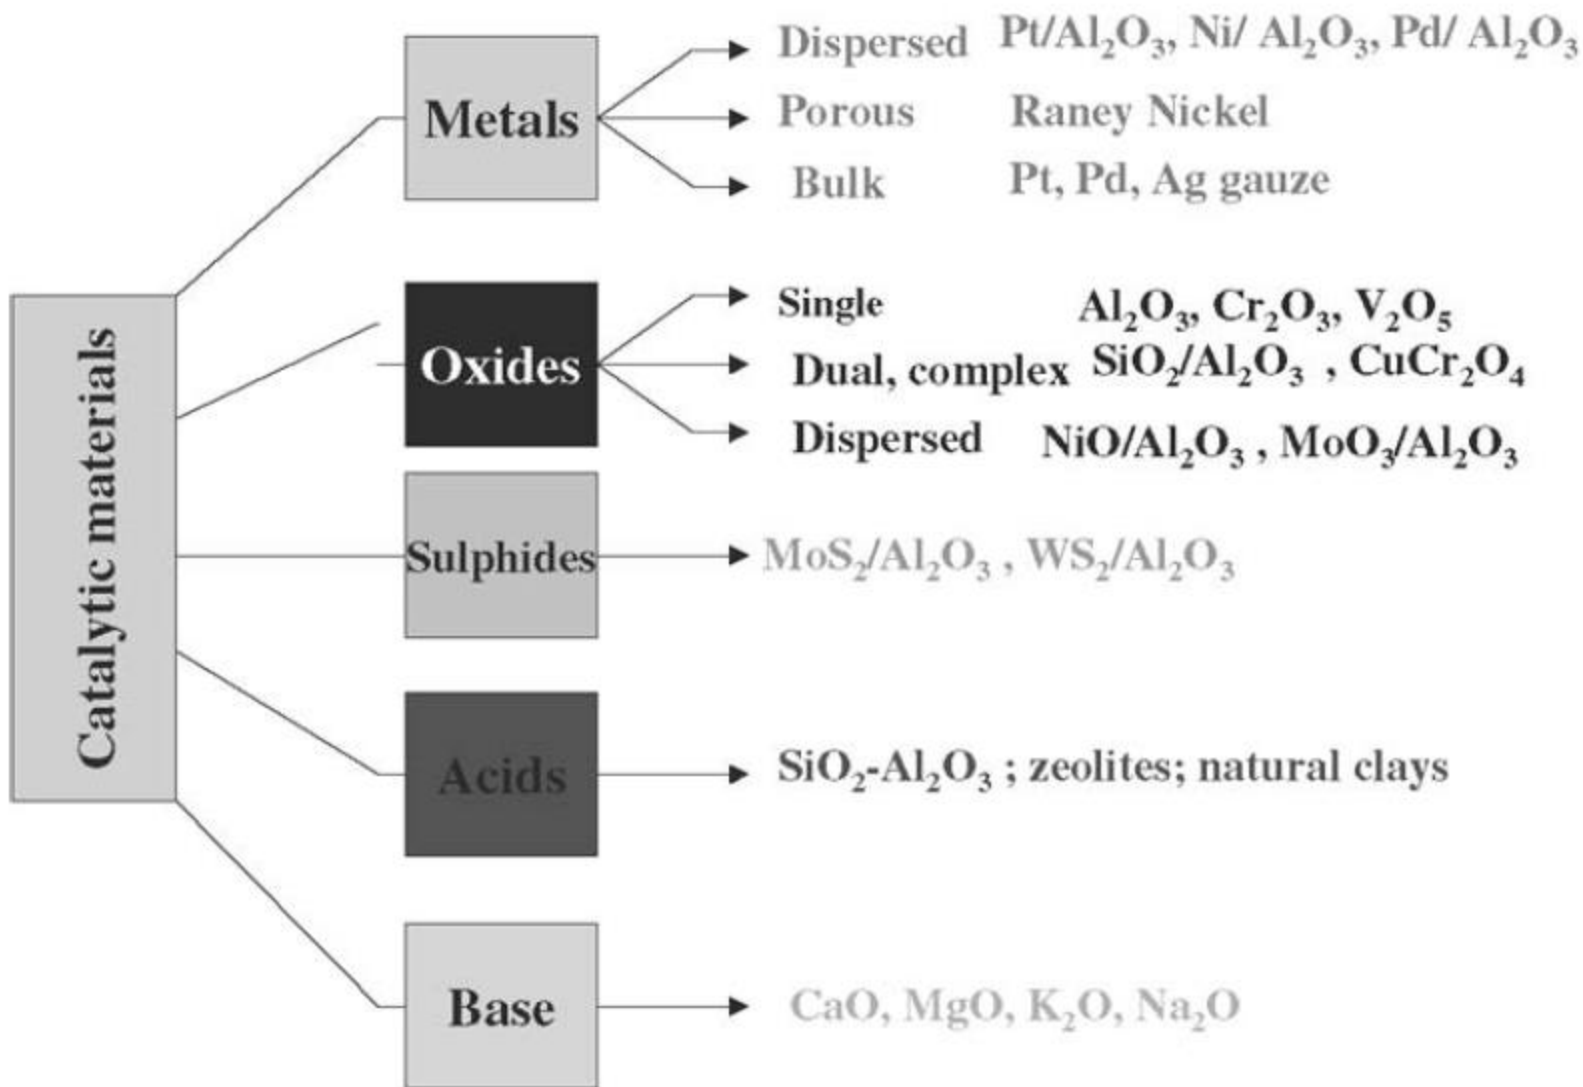 Catalytic materials
Metals
Dispersed Pt/Al₂O₃, Ni/ Al₂O₃, Pd/ Al₂O₃
Porous Raney Nickel
Bulk Pt, Pd, Ag gauze
Oxides
Single Al₂O₃, Cr₂O₃, V₂O₅
Dual, complex SiO₂/Al₂O₃ , CuCr₂O₄
Dispersed NiO/Al₂O₃ , MoO₃/Al₂O₃
Sulphides
MoS₂/Al₂O₃ , WS₂/Al₂O₃
Acids
SiO₂-Al₂O₃ ; zeolites; natural clays
Base
CaO, MgO, K₂O, Na₂O